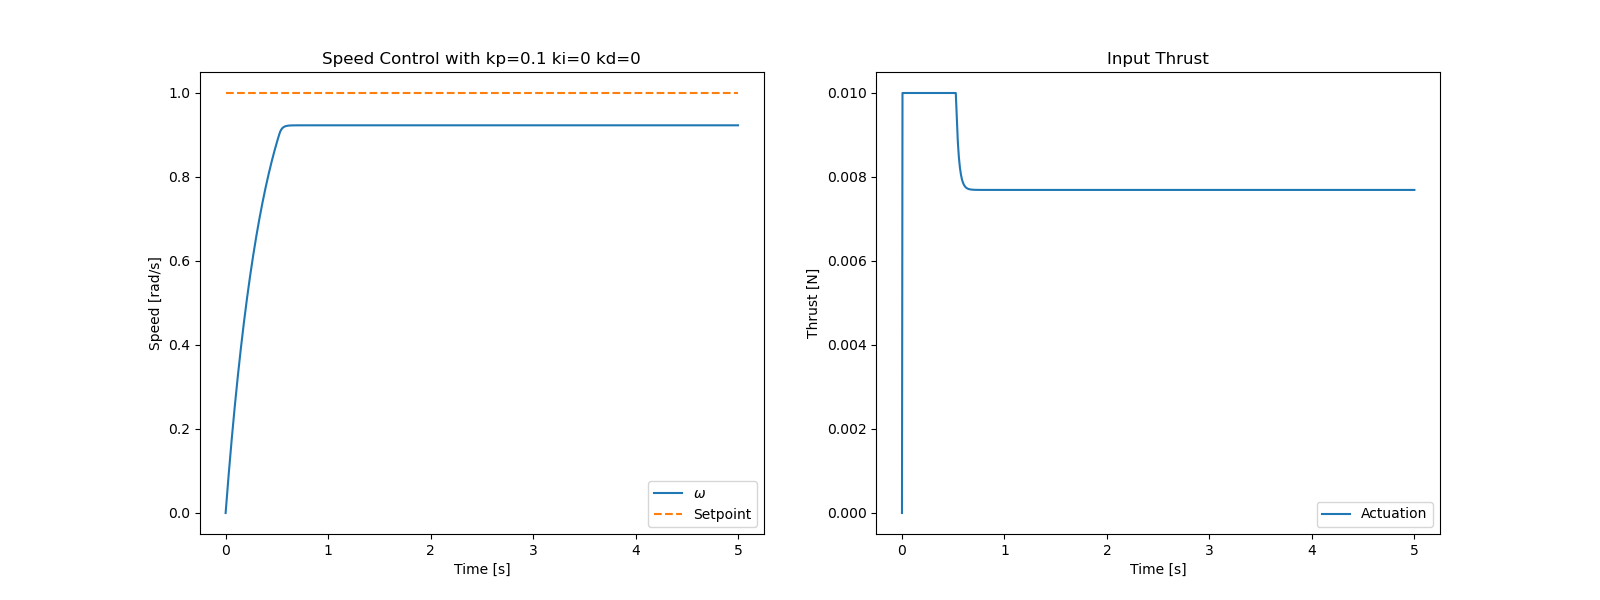 Speed Control with kp=0.1 ki=0 kd=0
1.0
0.8
0.6
0.4
0.2
0.0
Speed [rad/s]
0 1 2 3 4 5
Time [s]
ω
Setpoint
Input Thrust
0.010
0.008
0.006
0.004
0.002
0.000
Thrust [N]
0 1 2 3 4 5
Time [s]
Actuation